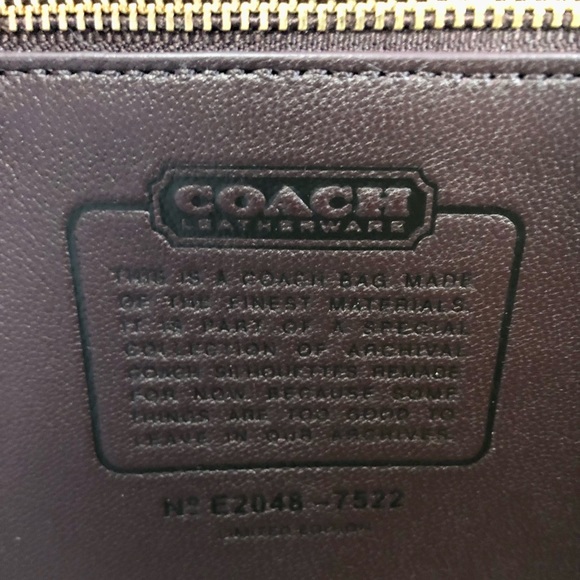 COACH
LEATHERWARE
THIS IS A COACH BAG. MADE
OF THE FINEST MATERIALS.
IT IS PART OF A SPECIAL
COLLECTION OF ARCHIVAL
COACH SILHOUETTES REMADE
FOR NOW. BECAUSE SOME
THINGS ARE TOO GOOD TO
LEAVE IN OUR ARCHIVES.
Nº E2048-7522
LIMITED EDITION